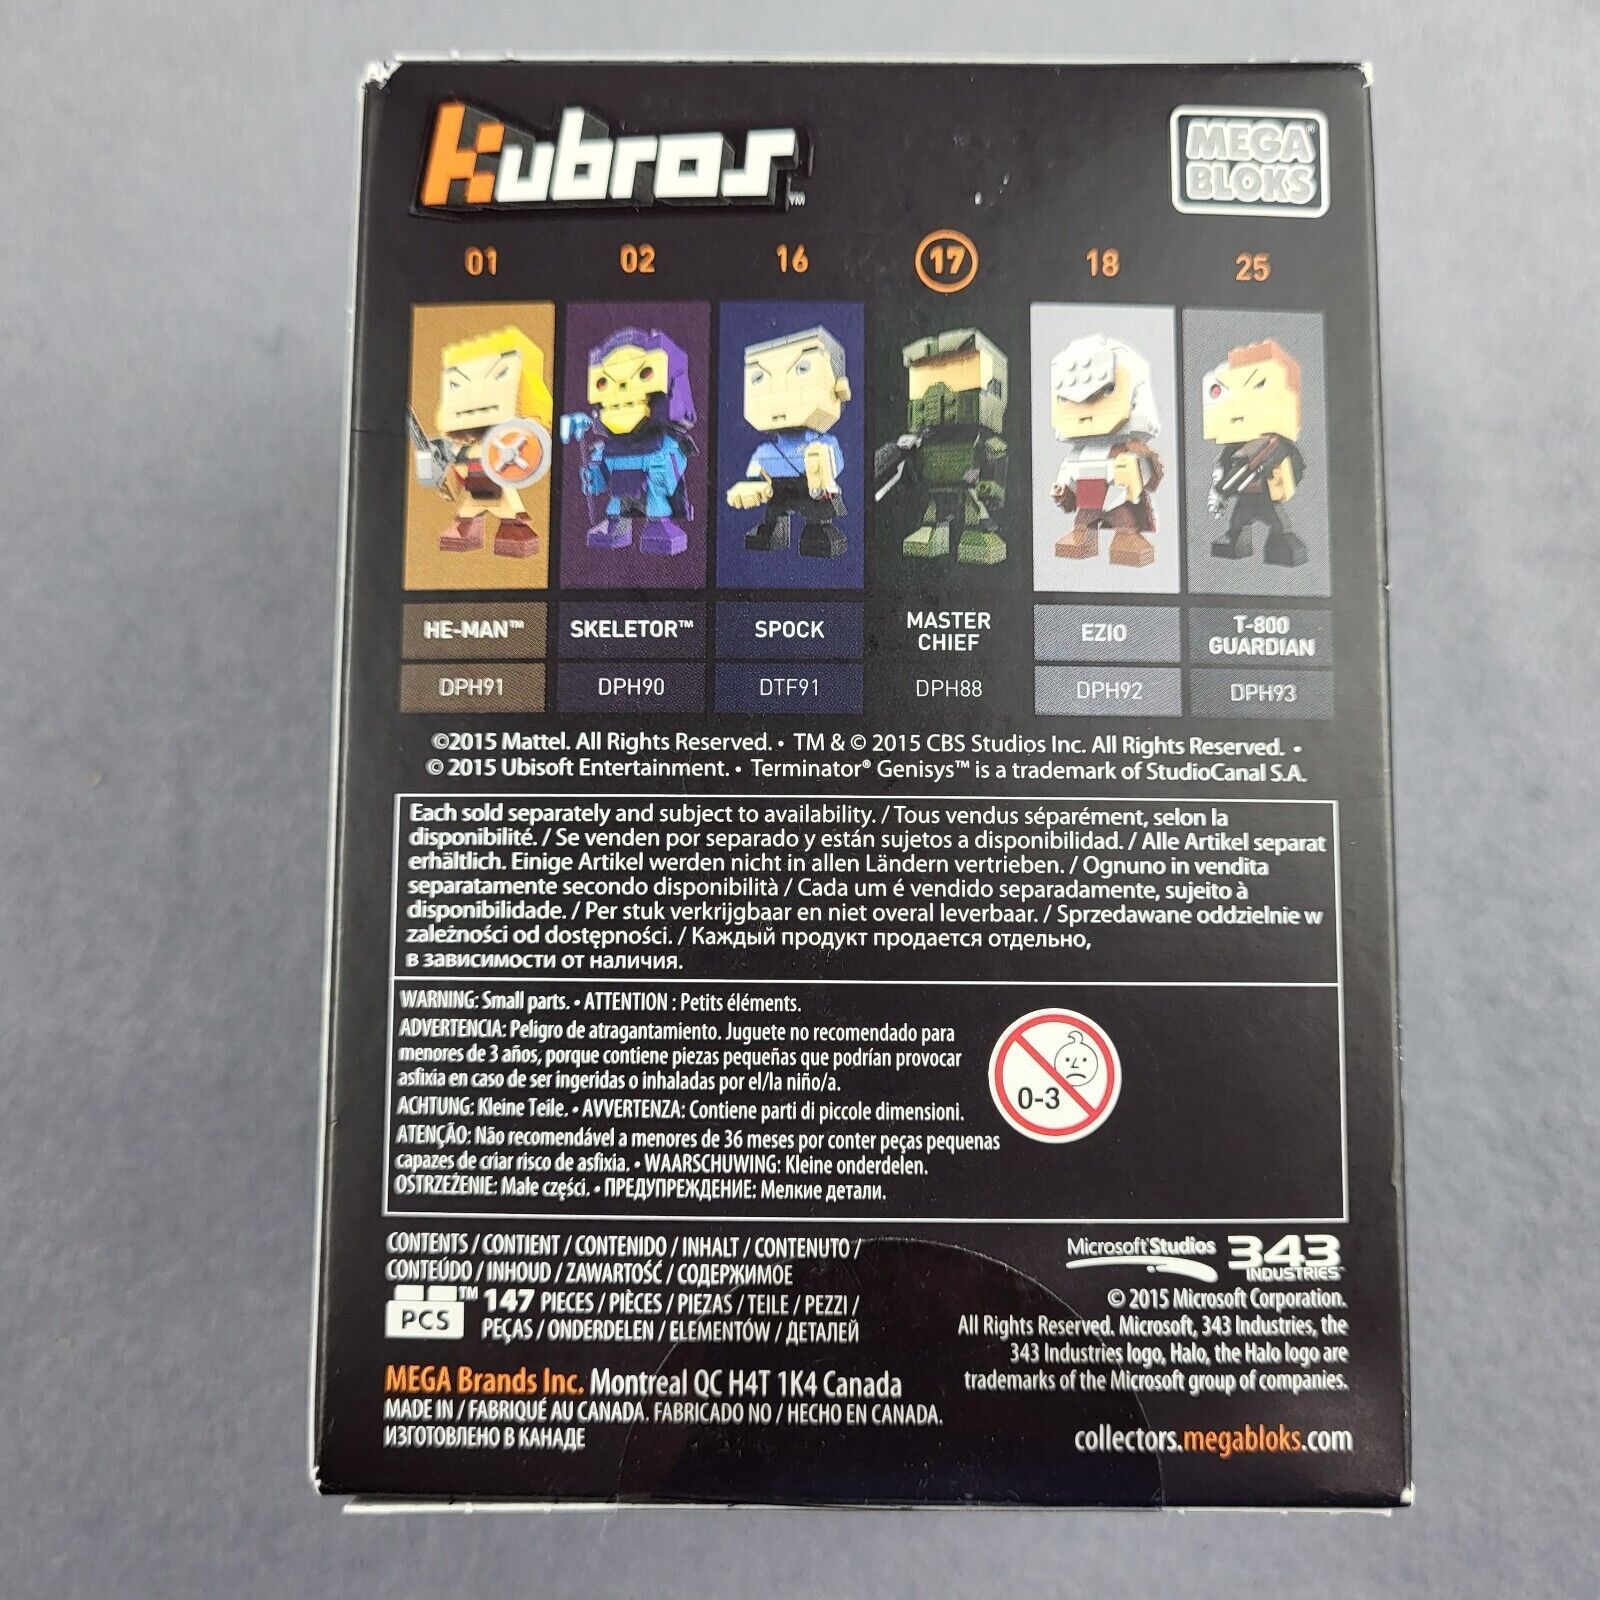 Kubros™
MEGA BLOKS®
01 02 16 17 18 25
HE-MAN™ SKELETOR™ SPOCK MASTER CHIEF EZIO T-800 GUARDIAN
DPH91 DPH90 DTF91 DPH88 DPH92 DPH93
©2015 Mattel. All Rights Reserved. • TM & © 2015 CBS Studios Inc. All Rights Reserved. •
© 2015 Ubisoft Entertainment. • Terminator® Genisys™ is a trademark of StudioCanal S.A.
Each sold separately and subject to availability. / Tous vendus séparément, selon la
disponibilité. / Se venden por separado y están sujetos a disponibilidad. / Alle Artikel separat
erhältlich. Einige Artikel werden nicht in allen Ländern vertrieben. / Ognuno in vendita
separatamente secondo disponibilità / Cada um é vendido separadamente, sujeito à
disponibilidade. / Per stuk verkrijgbaar en niet overal leverbaar. / Sprzedawane oddzielnie w
zależności od dostępności. / Каждый продукт продается отдельно,
в зависимости от наличия.
WARNING: Small parts. • ATTENTION : Petits éléments.
ADVERTENCIA: Peligro de atragantamiento. Juguete no recomendado para
menores de 3 años, porque contiene piezas pequeñas que podrían provocar
asfixia en caso de ser ingeridas o inhaladas por el/la niño/a.
ACHTUNG: Kleine Teile. • AVVERTENZA: Contiene parti di piccole dimensioni.
ATENÇÃO: Não recomendável a menores de 36 meses por conter peças pequenas
capazes de criar risco de asfixia. • WAARSCHUWING: Kleine onderdelen.
OSTRZEŻENIE: Małe części. • ПРЕДУПРЕЖДЕНИЕ: Мелкие детали.
0-3
CONTENTS / CONTIENT / CONTENIDO / INHALT / CONTENUTO /
CONTEÚDO / INHOUD / ZAWARTOŚĆ / СОДЕРЖИМОЕ
PCS™ 147 PIECES / PIÈCES / PIEZAS / TEILE / PEZZI /
PEÇAS / ONDERDELEN / ELEMENTÓW / ДЕТАЛЕЙ
MEGA Brands Inc. Montreal QC H4T 1K4 Canada
MADE IN / FABRIQUÉ AU CANADA. FABRICADO NO / HECHO EN CANADA.
ИЗГОТОВЛЕНО В КАНАДЕ
Microsoft Studios 343 INDUSTRIES™
© 2015 Microsoft Corporation.
All Rights Reserved. Microsoft, 343 Industries, the
343 Industries logo, Halo, the Halo logo are
trademarks of the Microsoft group of companies.
collectors.megabloks.com